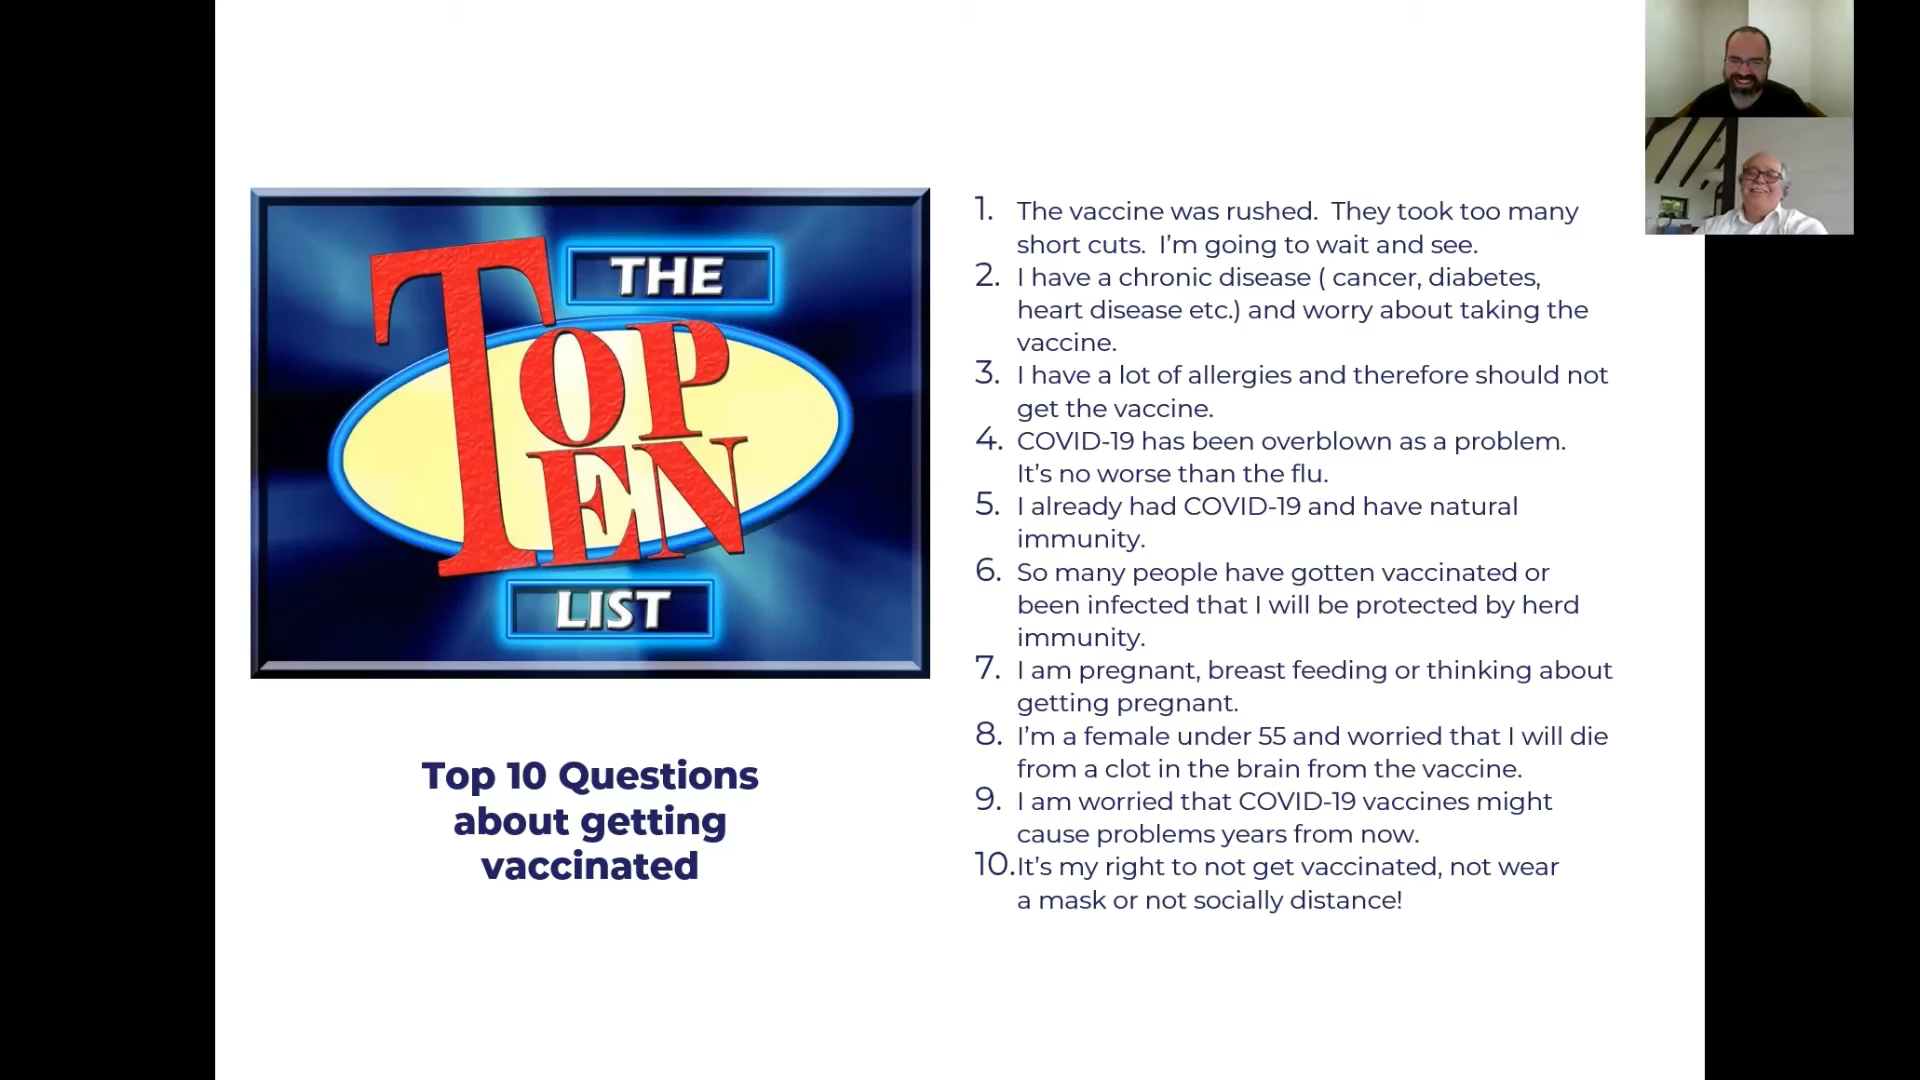 THE
TOP
TEN
LIST
Top 10 Questions
about getting
vaccinated
1. The vaccine was rushed.  They took too many
short cuts.  I'm going to wait and see.
2. I have a chronic disease ( cancer, diabetes,
heart disease etc.) and worry about taking the
vaccine.
3. I have a lot of allergies and therefore should not
get the vaccine.
4. COVID-19 has been overblown as a problem.
It's no worse than the flu.
5. I already had COVID-19 and have natural
immunity.
6. So many people have gotten vaccinated or
been infected that I will be protected by herd
immunity.
7. I am pregnant, breast feeding or thinking about
getting pregnant.
8. I'm a female under 55 and worried that I will die
from a clot in the brain from the vaccine.
9. I am worried that COVID-19 vaccines might
cause problems years from now.
10. It's my right to not get vaccinated, not wear
a mask or not socially distance!